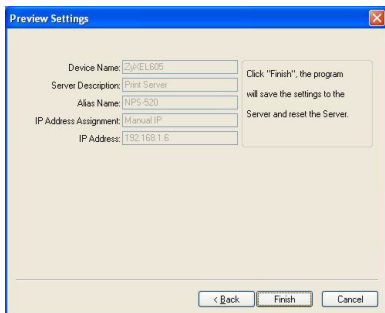 Preview Settings
Device Name: ZyXEL605
Server Description: Print Server
Alias Name: NPS-520
IP Address Assignment: Manual IP
IP Address: 192.168.1.6
Click "Finish", the program
will save the settings to the
Server and reset the Server.
< Back
Finish
Cancel